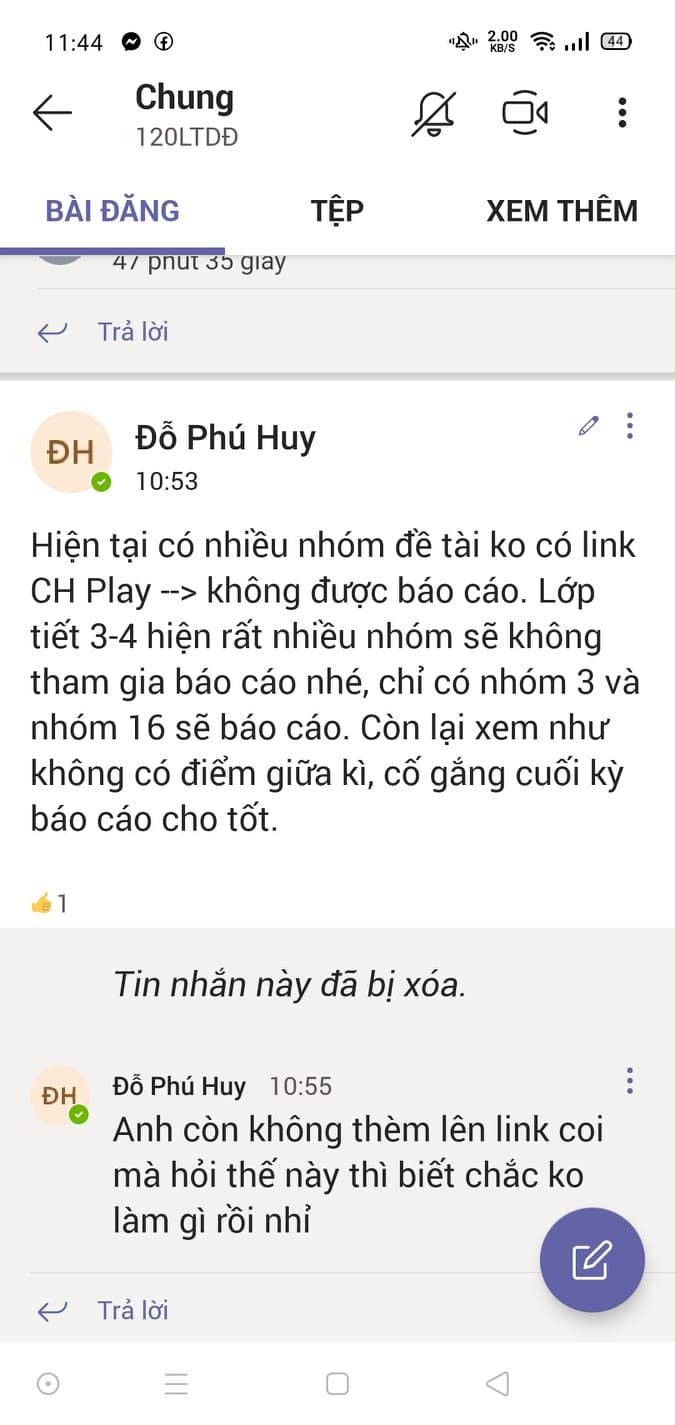 11:44
2.00
KB/S
44
Chung
120LTDĐ
BÀI ĐĂNG
TỆP
XEM THÊM
47 phút 35 giây
Trả lời
ĐH
Đỗ Phú Huy
10:53
Hiện tại có nhiều nhóm đề tài ko có link
CH Play --> không được báo cáo. Lớp
tiết 3-4 hiện rất nhiều nhóm sẽ không
tham gia báo cáo nhé, chỉ có nhóm 3 và
nhóm 16 sẽ báo cáo. Còn lại xem như
không có điểm giữa kì, cố gắng cuối kỳ
báo cáo cho tốt.
1
Tin nhắn này đã bị xóa.
ĐH
Đỗ Phú Huy 10:55
Anh còn không thèm lên link coi
mà hỏi thế này thì biết chắc ko
làm gì rồi nhỉ
Trả lời